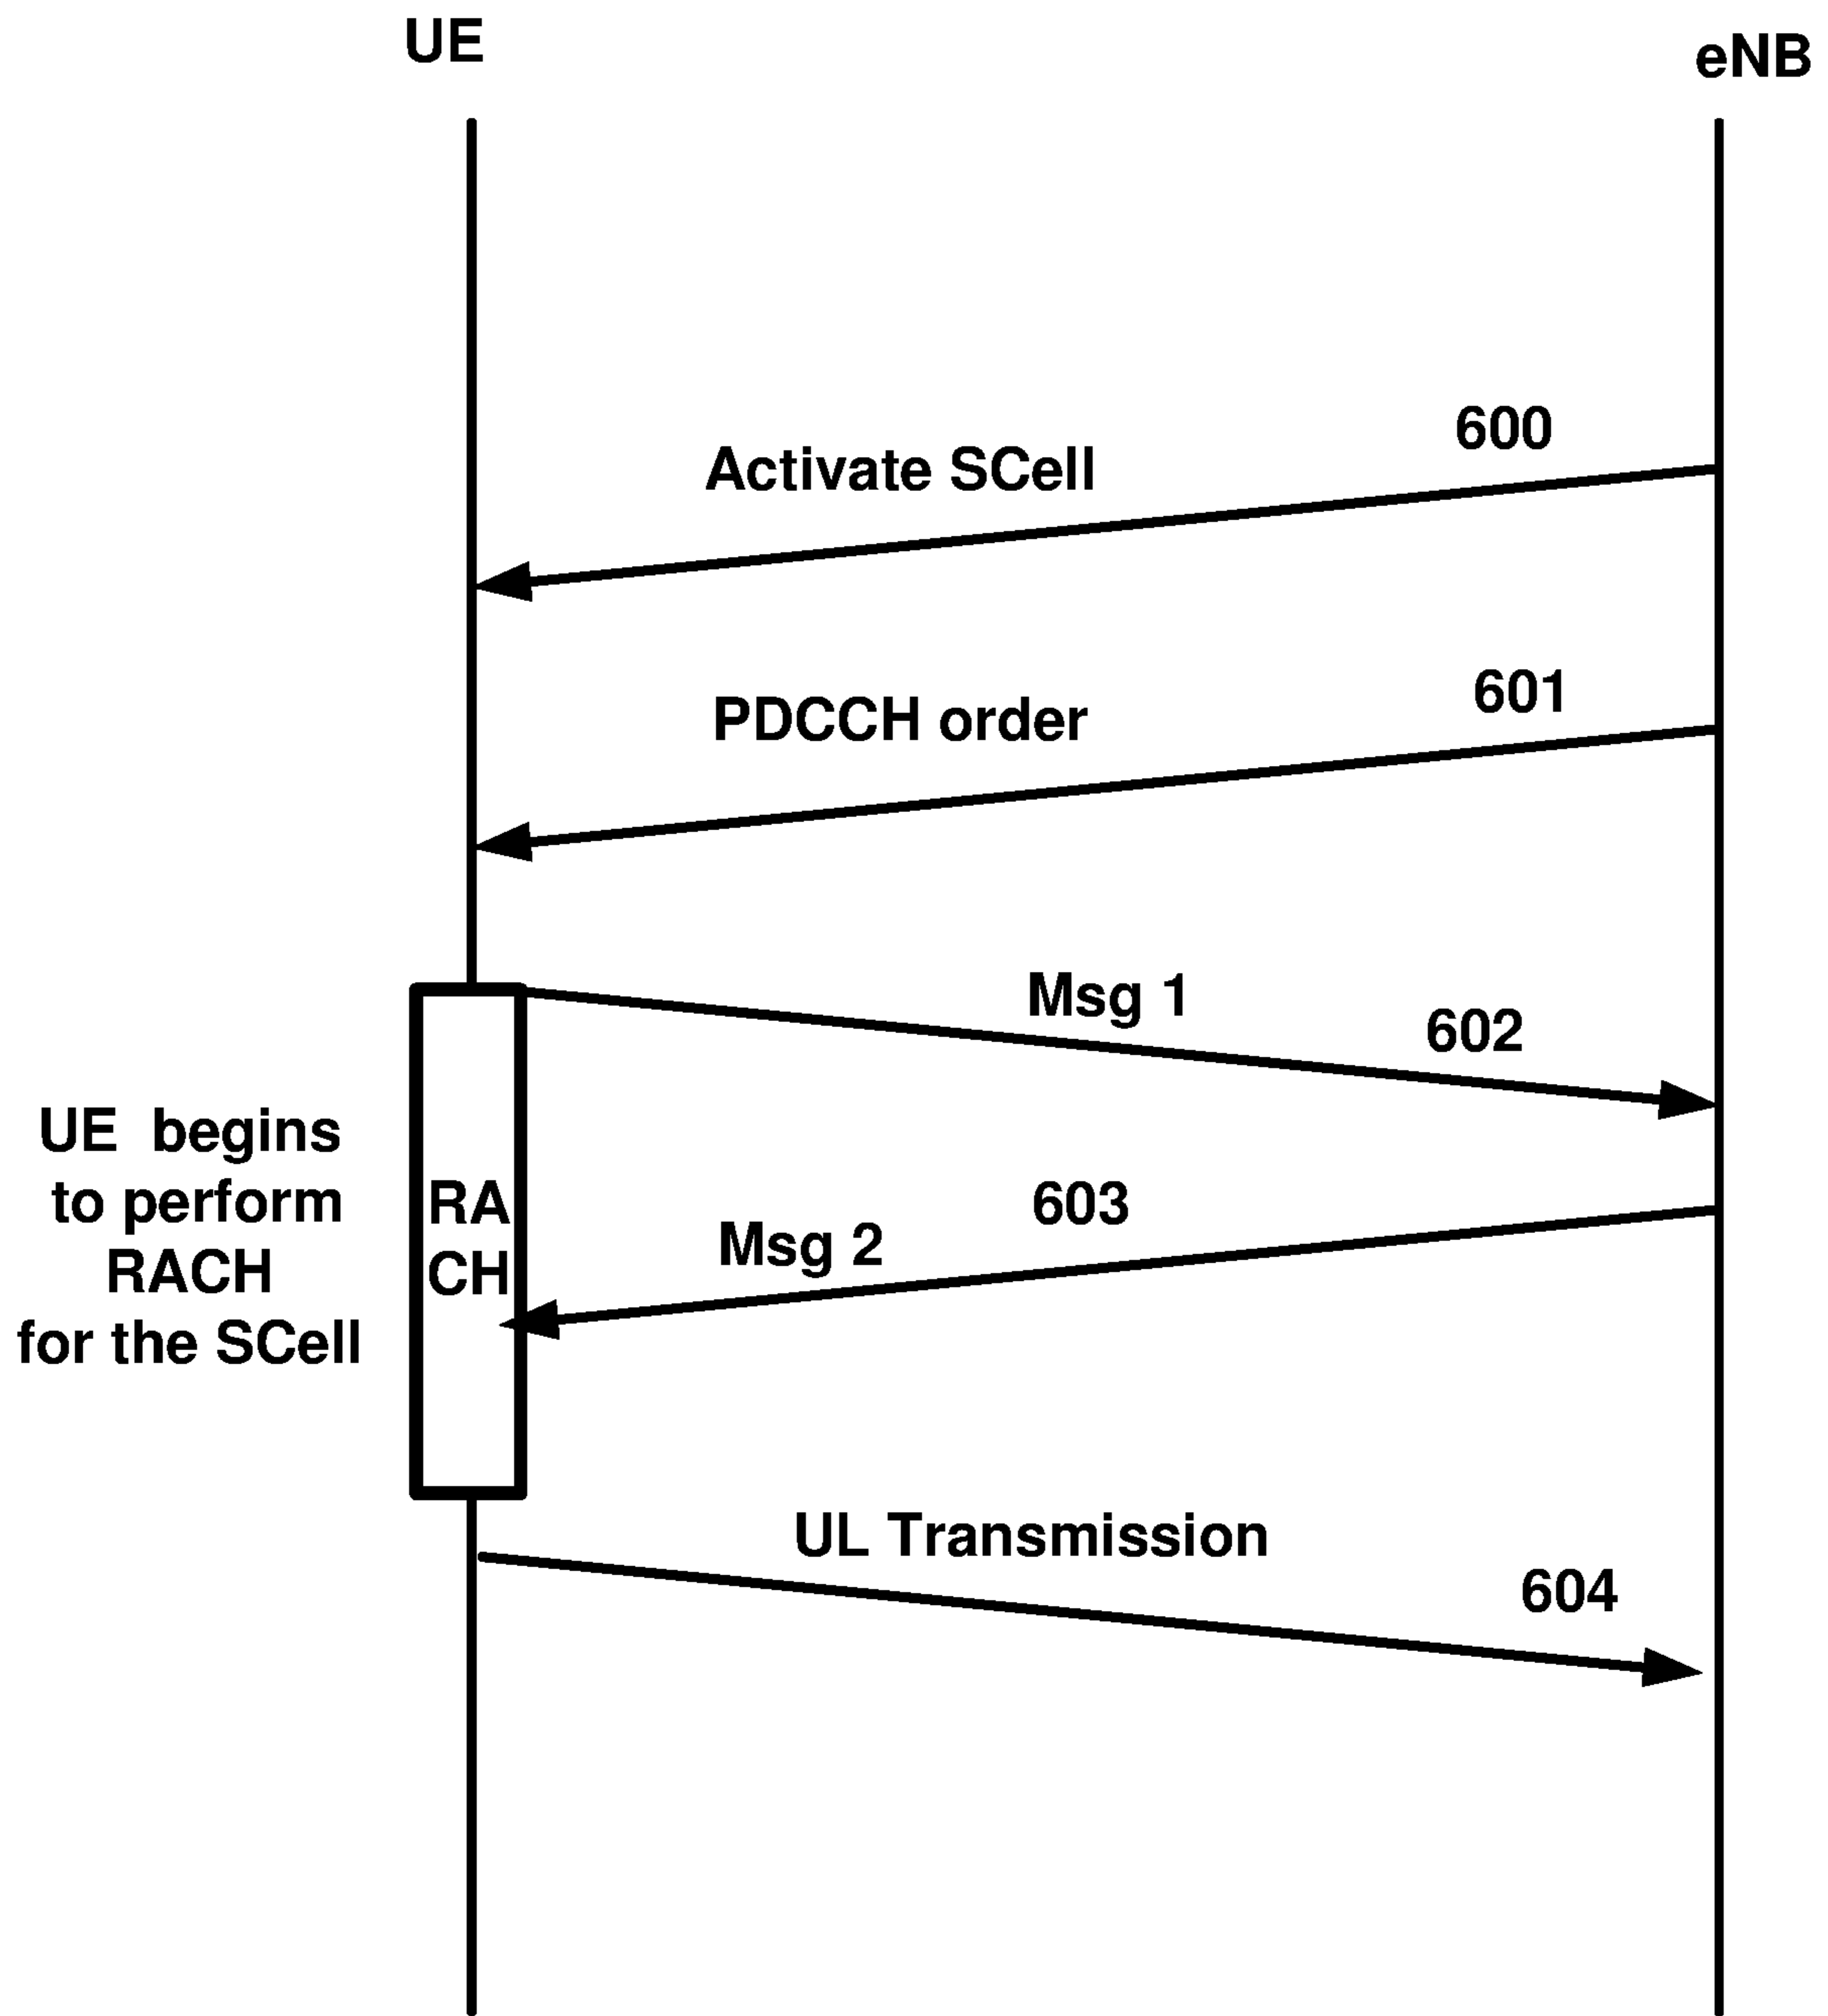 UE
eNB
600
Activate SCell
601
PDCCH order
Msg 1
602
UE begins
to perform
RACH
for the SCell
RA
CH
603
Msg 2
UL Transmission
604